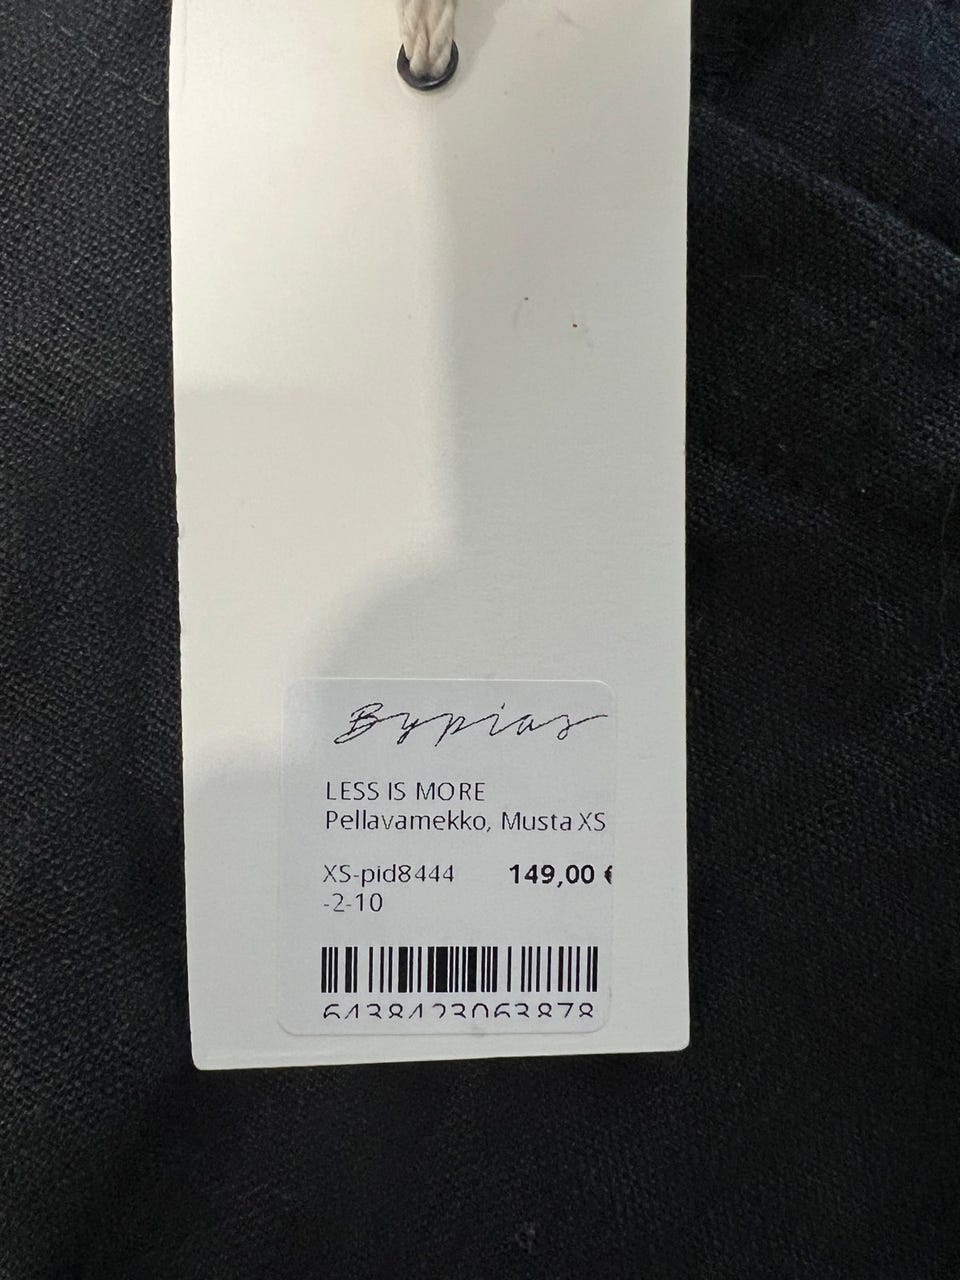 Bypias
LESS IS MORE
Pellavamekko, Musta XS
XS-pid8444 149,00 €
-2-10
6438423063878